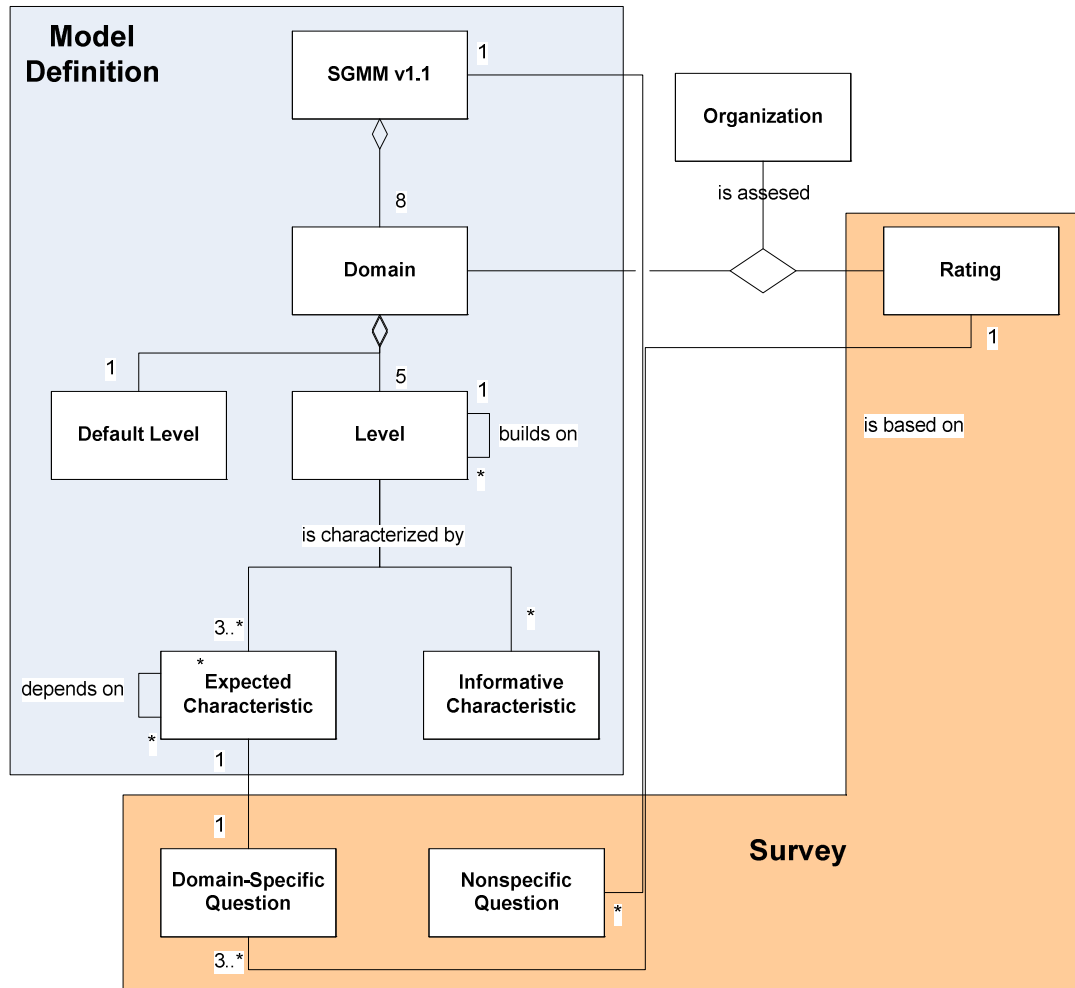 Model
Definition
SGMM v1.1
1
Organization
is assesed
8
Domain
Rating
1
1
5
1
Default Level
Level
builds on
*
is based on
is characterized by
3..*
*
depends on
*
Expected
Characteristic
*
Informative
Characteristic
1
1
Survey
Domain-Specific
Question
Nonspecific
Question
*
3..*